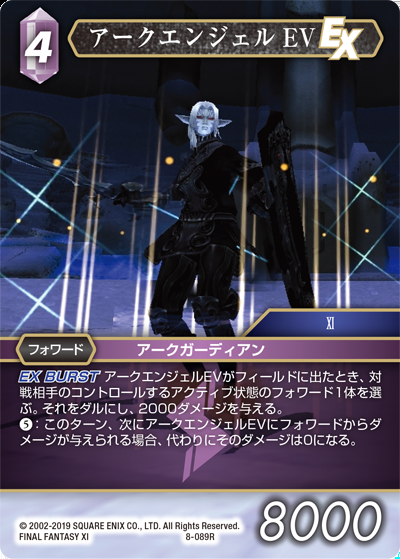 4
アークエンジェル EV
EX
XI
フォワード
アークガーディアン
EX BURST アークエンジェルEVがフィールドに出たとき、対
戦相手のコントロールするアクティブ状態のフォワード1体を選
ぶ。それをダルにし、2000ダメージを与える。
❺：このターン、次にアークエンジェルEVにフォワードからダ
メージが与えられる場合、代わりにそのダメージは0になる。
© 2002-2019 SQUARE ENIX CO., LTD. All Rights Reserved.
FINAL FANTASY XI
8-089R
8000